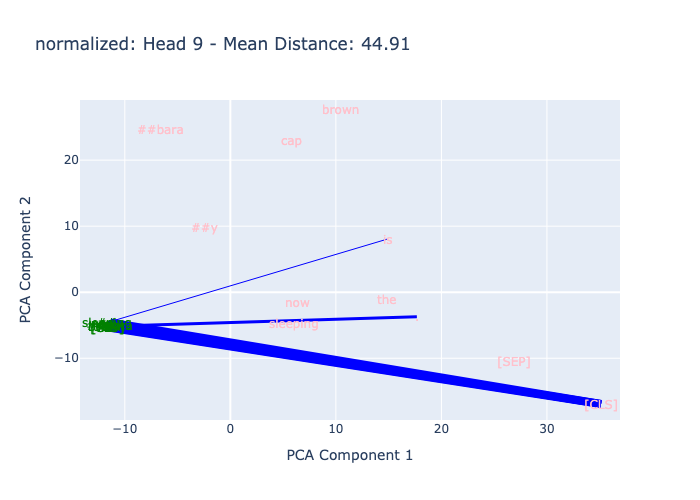 normalized: Head 9 - Mean Distance: 44.91
brown
##bara
cap
20
##y
10
is
0
the
now
sleeping
−10
[SEP]
[CLS]
−10
0
10
20
30
PCA Component 1
PCA Component 2